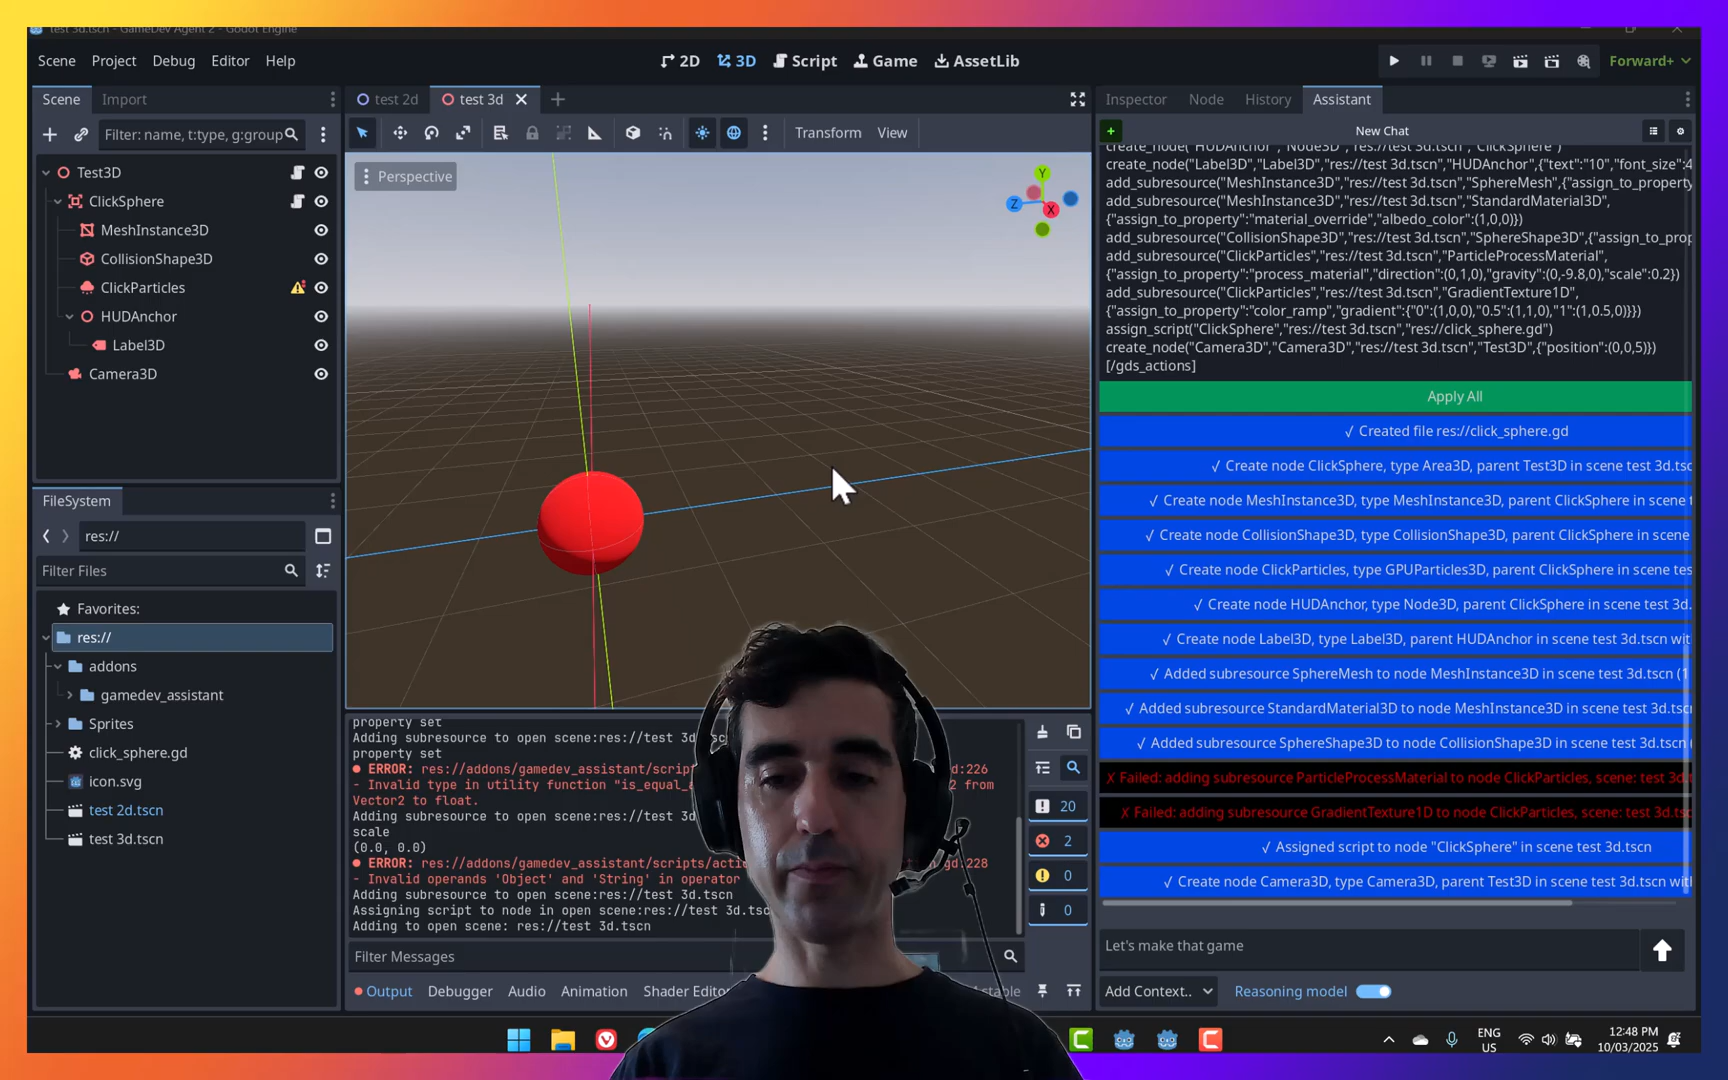 test 3d.tscn - GameDev Agent 2 - Godot Engine
Scene Project Debug Editor Help
2D 3D Script Game AssetLib
Forward+
Scene Import
Filter: name, t:type, g:group
Test3D
ClickSphere
MeshInstance3D
CollisionShape3D
ClickParticles
HUDAnchor
Label3D
Camera3D
FileSystem
res://
Filter Files
Favorites:
res://
addons
gamedev_assistant
Sprites
click_sphere.gd
icon.svg
test 2d.tscn
test 3d.tscn
test 2d test 3d
Transform View
Perspective
Y
Z X
property set
Adding subresource to open scene:res://test 3d.tsc
property set
ERROR: res://addons/gamedev_assistant/script gd:226
- Invalid type in utility function "is_equal_ 2 from
Vector2 to float.
Adding subresource to open scene:res://test 3d
scale
(0.0, 0.0)
ERROR: res://addons/gamedev_assistant/scripts/acti gd:228
- Invalid operands 'Object' and 'String' in operator
Adding subresource to open scene:res://test 3d.tscn
Assigning script to node in open scene:res://test 3d.tsc
Adding to open scene: res://test 3d.tscn
20
2
0
0
Filter Messages
Output Debugger Audio Animation Shader Edito stable
Inspector Node History Assistant
New Chat
create_node("HUDAnchor","Node3D","res://test 3d.tscn","ClickSphere")
create_node("Label3D","Label3D","res://test 3d.tscn","HUDAnchor",{"text":"10","font_size":4
add_subresource("MeshInstance3D","res://test 3d.tscn","SphereMesh",{"assign_to_property
add_subresource("MeshInstance3D","res://test 3d.tscn","StandardMaterial3D",
{"assign_to_property":"material_override","albedo_color":(1,0,0)})
add_subresource("CollisionShape3D","res://test 3d.tscn","SphereShape3D",{"assign_to_prop
add_subresource("ClickParticles","res://test 3d.tscn","ParticleProcessMaterial",
{"assign_to_property":"process_material","direction":(0,1,0),"gravity":(0,-9.8,0),"scale":0.2})
add_subresource("ClickParticles","res://test 3d.tscn","GradientTexture1D",
{"assign_to_property":"color_ramp","gradient":{"0":(1,0,0),"0.5":(1,1,0),"1":(1,0.5,0)}})
assign_script("ClickSphere","res://test 3d.tscn","res://click_sphere.gd")
create_node("Camera3D","Camera3D","res://test 3d.tscn","Test3D",{"position":(0,0,5)})
[/gds_actions]
Apply All
✓ Created file res://click_sphere.gd
✓ Create node ClickSphere, type Area3D, parent Test3D in scene test 3d.tsc
✓ Create node MeshInstance3D, type MeshInstance3D, parent ClickSphere in scene t
✓ Create node CollisionShape3D, type CollisionShape3D, parent ClickSphere in scene
✓ Create node ClickParticles, type GPUParticles3D, parent ClickSphere in scene tes
✓ Create node HUDAnchor, type Node3D, parent ClickSphere in scene test 3d.
✓ Create node Label3D, type Label3D, parent HUDAnchor in scene test 3d.tscn wit
✓ Added subresource SphereMesh to node MeshInstance3D in scene test 3d.tscn (1
✓ Added subresource StandardMaterial3D to node MeshInstance3D in scene test 3d.tsc
✓ Added subresource SphereShape3D to node CollisionShape3D in scene test 3d.tscn (
✗ Failed: adding subresource ParticleProcessMaterial to node ClickParticles, scene: test 3d.t
✗ Failed: adding subresource GradientTexture1D to node ClickParticles, scene: test 3d.tsc
✓ Assigned script to node "ClickSphere" in scene test 3d.tscn
✓ Create node Camera3D, type Camera3D, parent Test3D in scene test 3d.tscn wit
Let's make that game
Add Context.. Reasoning model
ENG
US
12:48 PM
10/03/2025